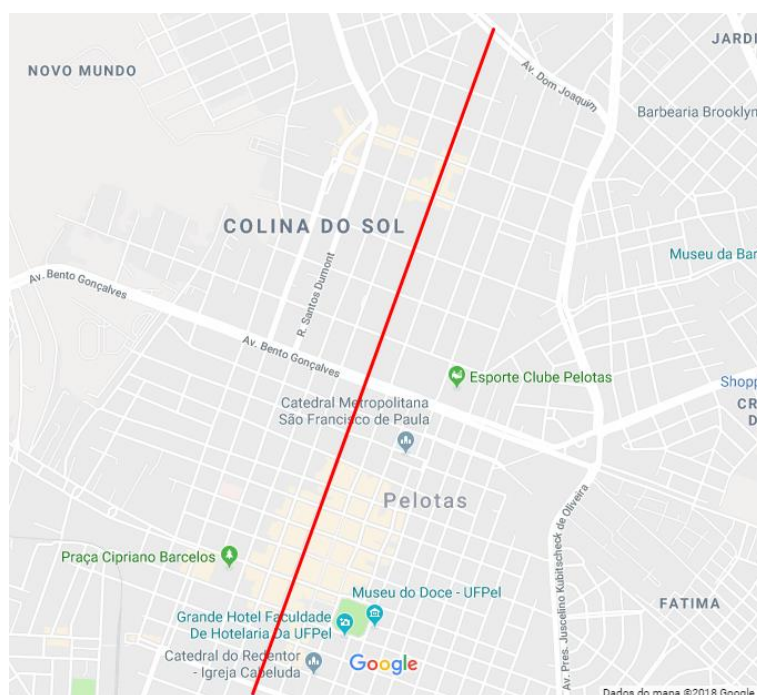 JARDI
NOVO MUNDO
Av. Dom Joaquim
Barbearia Brooklyn
COLINA DO SOL
Museu da Bar
Av. Bento Gonçalves
R. Santos Dumont
Av. Bento Gonçalves
Esporte Clube Pelotas
Shopp
Catedral Metropolitana
São Francisco de Paula
CR
D
Pelotas
Praça Cipriano Barcelos
Museu do Doce - UFPel
Av. Pres. Juscelino Kubitscheck de Oliveira
FATIMA
Grande Hotel Faculdade
De Hotelaria Da UFPel
Catedral do Redentor
- Igreja Cabeluda
Google
Dados do mapa ©2018 Google